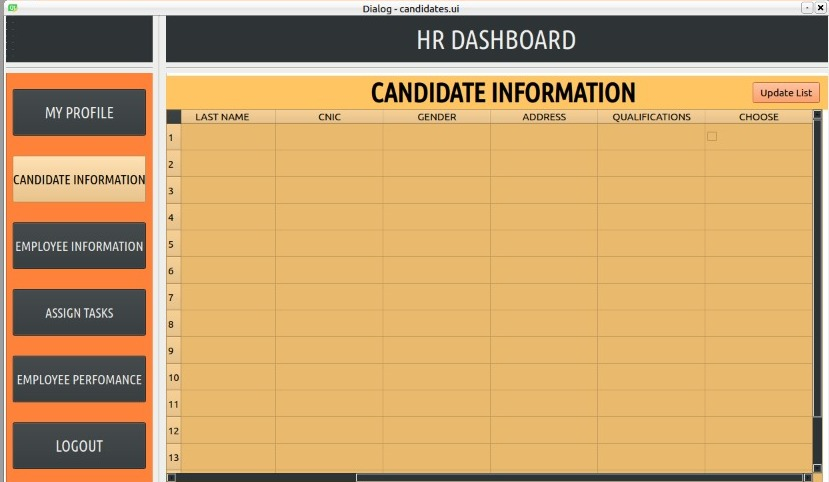 Dialog - candidates.ui
HR DASHBOARD
MY PROFILE
CANDIDATE INFORMATION
EMPLOYEE INFORMATION
ASSIGN TASKS
EMPLOYEE PERFOMANCE
LOGOUT
CANDIDATE INFORMATION
Update List
LAST NAME CNIC GENDER ADDRESS QUALIFICATIONS CHOOSE
1
2
3
4
5
6
7
8
9
10
11
12
13